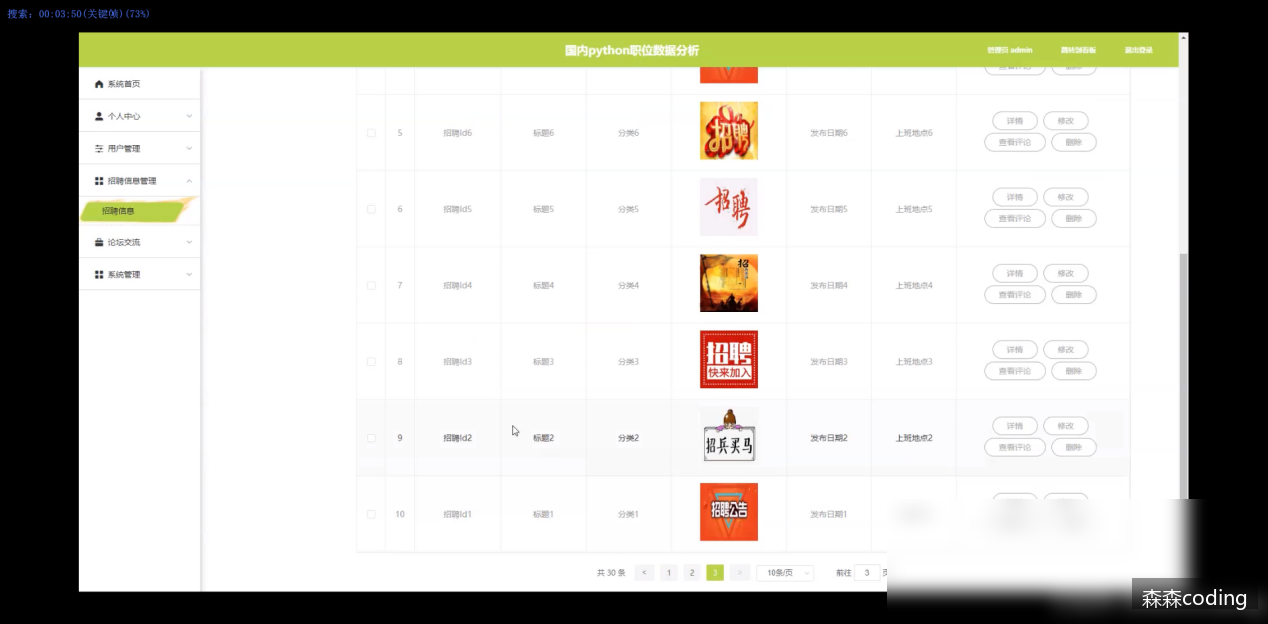 搜索: 00:03:50(关键帧)(73%)
国内python职位数据分析
管理员 admin 跳转到看板 退出登录
系统首页
个人中心
用户管理
招聘信息管理
招聘信息
论坛交流
系统管理
查看评论 删除
5 招聘Id6 标题6 分类6 招聘 发布日期6 上班地点6 详情 修改
查看评论 删除
6 招聘Id5 标题5 分类5 招聘 发布日期5 上班地点5 详情 修改
查看评论 删除
7 招聘Id4 标题4 分类4 招 发布日期4 上班地点4 详情 修改
查看评论 删除
8 招聘Id3 标题3 分类3 招聘 快来加入 发布日期3 上班地点3 详情 修改
查看评论 删除
9 招聘Id2 标题2 分类2 招兵买马 发布日期2 上班地点2 详情 修改
查看评论 删除
10 招聘Id1 标题1 分类1 招聘公告 发布日期1
共 30 条 < 1 2 3 > 10条/页 前往 3
森森coding